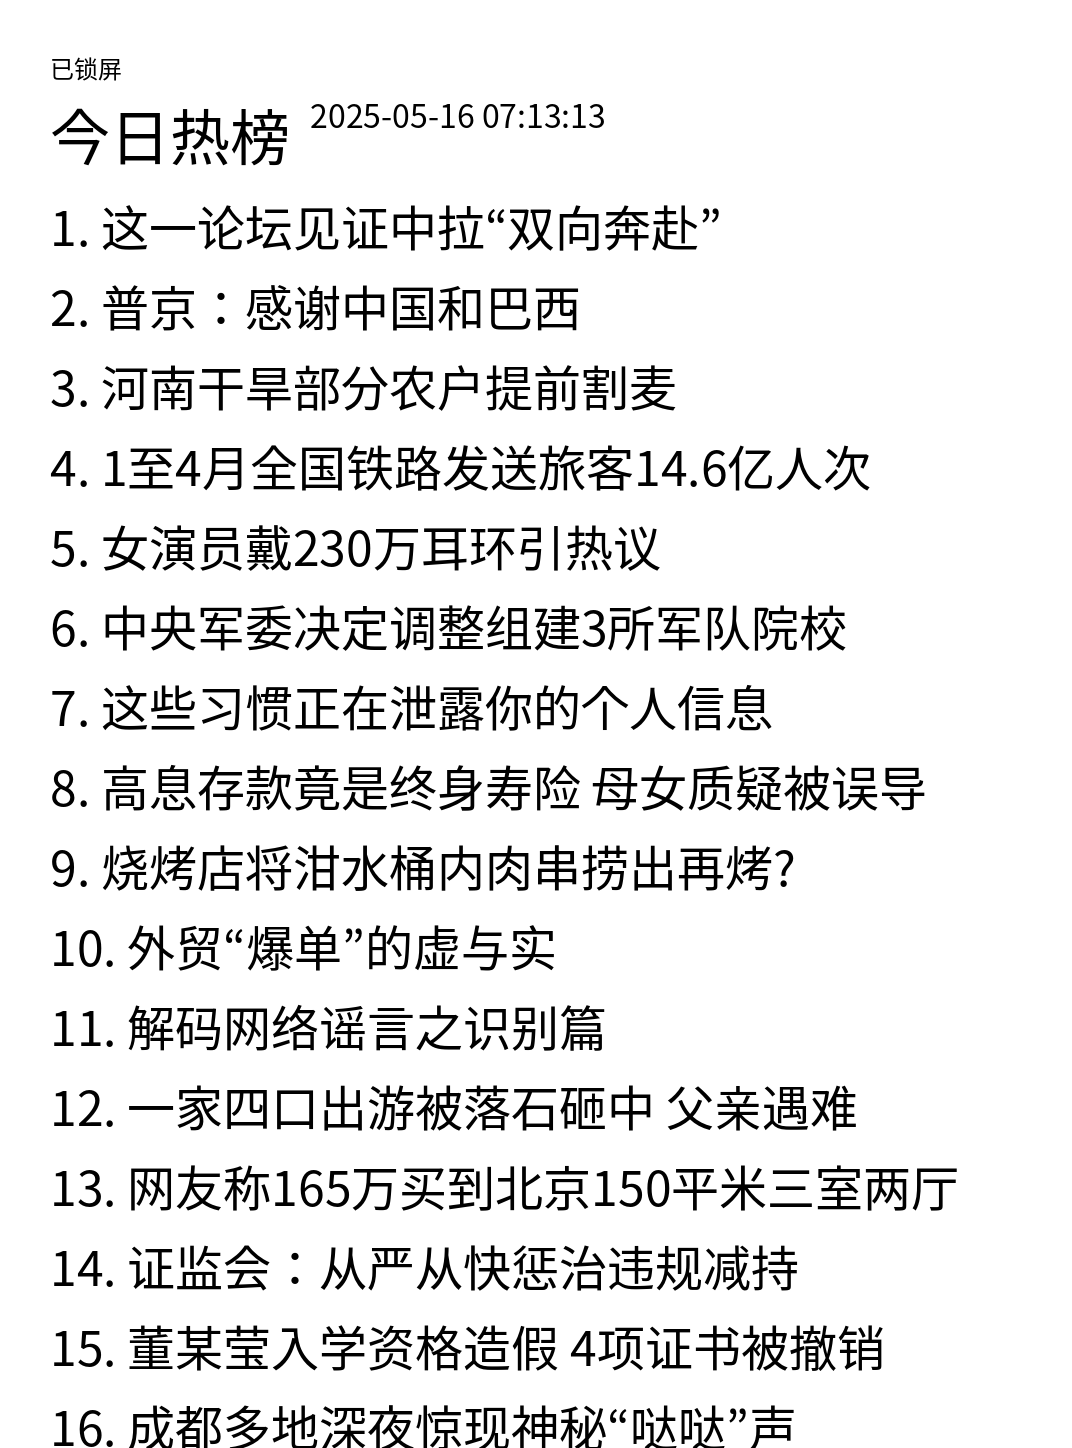 已锁屏
今日热榜 2025-05-16 07:13:13
1. 这一论坛见证中拉“双向奔赴”
2. 普京：感谢中国和巴西
3. 河南干旱部分农户提前割麦
4. 1至4月全国铁路发送旅客14.6亿人次
5. 女演员戴230万耳环引热议
6. 中央军委决定调整组建3所军队院校
7. 这些习惯正在泄露你的个人信息
8. 高息存款竟是终身寿险 母女质疑被误导
9. 烧烤店将泔水桶内肉串捞出再烤?
10. 外贸“爆单”的虚与实
11. 解码网络谣言之识别篇
12. 一家四口出游被落石砸中 父亲遇难
13. 网友称165万买到北京150平米三室两厅
14. 证监会：从严从快惩治违规减持
15. 董某莹入学资格造假 4项证书被撤销
16. 成都多地深夜惊现神秘“哒哒”声